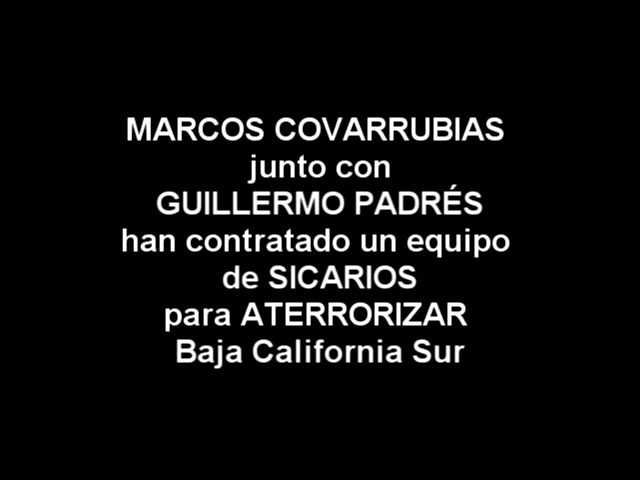 MARCOS COVARRUBIAS
junto con
GUILLERMO PADRÉS
han contratado un equipo
de SICARIOS
para ATERRORIZAR
Baja California Sur